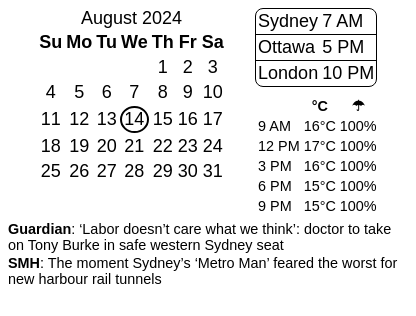 August 2024
Su Mo Tu We Th Fr Sa
1 2 3
4 5 6 7 8 9 10
11 12 13 14 15 16 17
18 19 20 21 22 23 24
25 26 27 28 29 30 31
Sydney 7 AM
Ottawa 5 PM
London 10 PM
°C ☂
9 AM 16°C 100%
12 PM 17°C 100%
3 PM 16°C 100%
6 PM 15°C 100%
9 PM 15°C 100%
Guardian: ‘Labor doesn’t care what we think’: doctor to take
on Tony Burke in safe western Sydney seat
SMH: The moment Sydney’s ‘Metro Man’ feared the worst for
new harbour rail tunnels